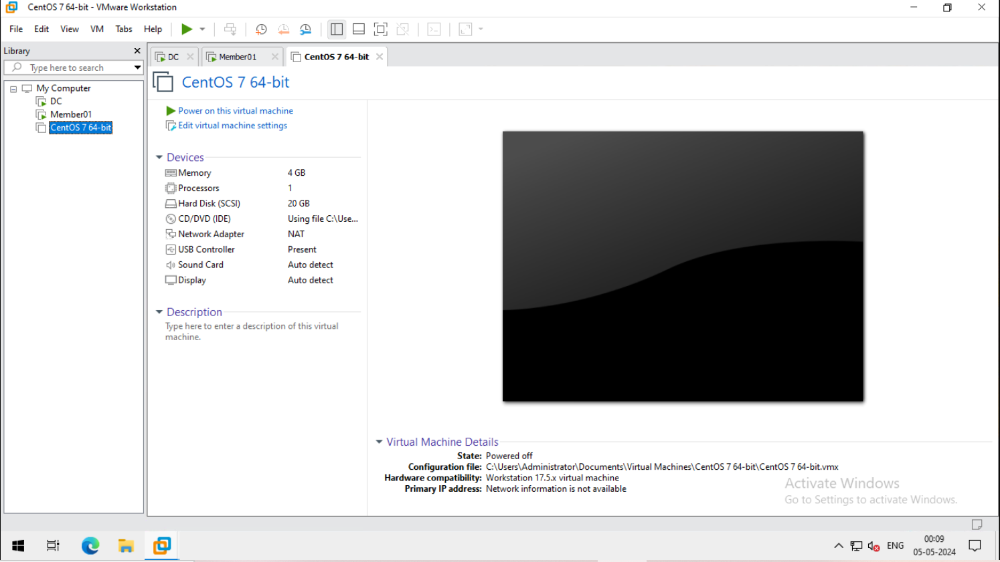 CentOS 7 64-bit - VMware Workstation
File Edit View VM Tabs Help
Library
Type here to search
My Computer
DC
Member01
CentOS 7 64-bit
DC Member01 CentOS 7 64-bit
CentOS 7 64-bit
Power on this virtual machine
Edit virtual machine settings
Devices
Memory 4 GB
Processors 1
Hard Disk (SCSI) 20 GB
CD/DVD (IDE) Using file C:\Use...
Network Adapter NAT
USB Controller Present
Sound Card Auto detect
Display Auto detect
Description
Type here to enter a description of this virtual
machine.
Virtual Machine Details
State: Powered off
Configuration file: C:\Users\Administrator\Documents\Virtual Machines\CentOS 7 64-bit\CentOS 7 64-bit.vmx
Hardware compatibility: Workstation 17.5.x virtual machine
Primary IP address: Network information is not available
Activate Windows
Go to Settings to activate Windows.
ENG
00:09
05-05-2024